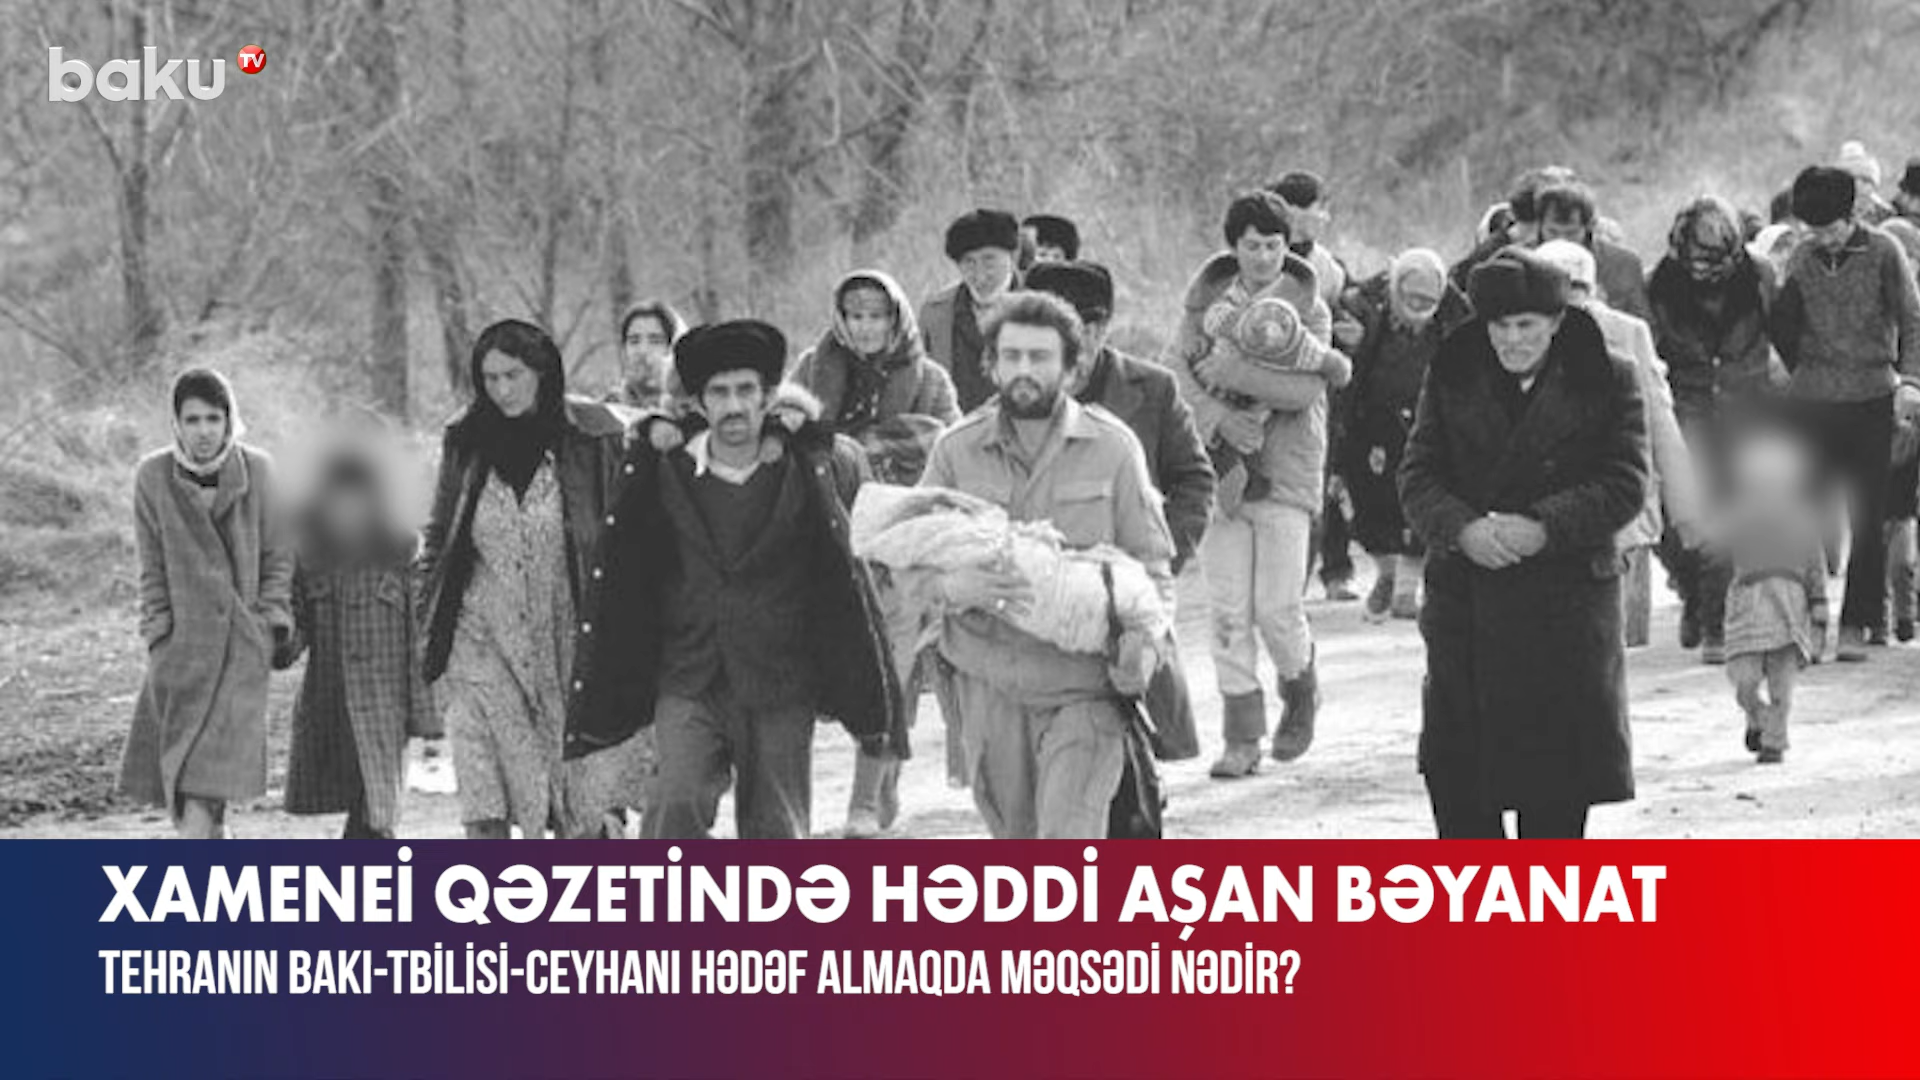 baku TV
XAMENEİ QƏZETİNDƏ HƏDDİ AŞAN BƏYANAT
TEHRANIN BAKI-TBİLİSİ-CEYHANI HƏDƏF ALMAQDA MƏQSƏDİ NƏDİR?